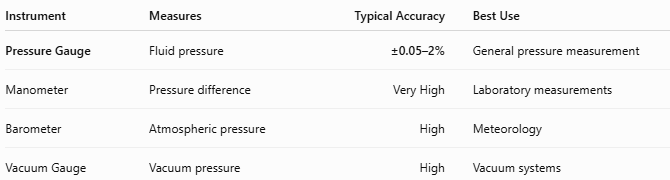 Instrument Measures Typical Accuracy Best Use
Pressure Gauge Fluid pressure ±0.05–2% General pressure measurement
Manometer Pressure difference Very High Laboratory measurements
Barometer Atmospheric pressure High Meteorology
Vacuum Gauge Vacuum pressure High Vacuum systems